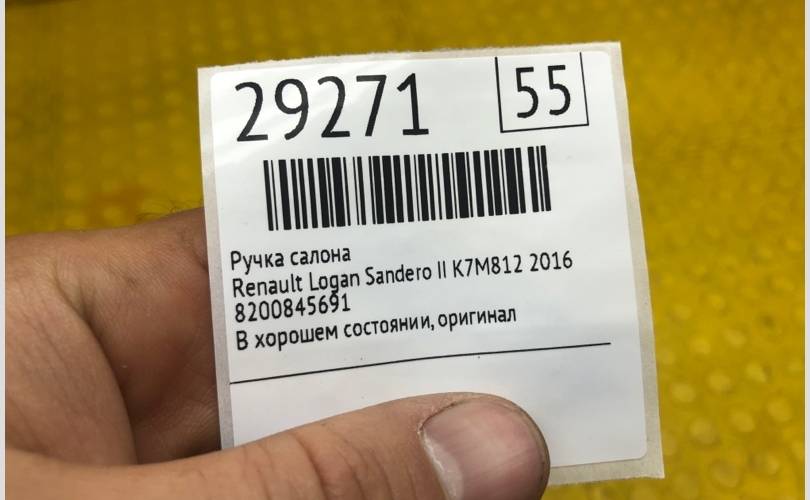 29271
55
Ручка салона
Renault Logan Sandero II K7M812 2016
8200845691
В хорошем состоянии, оригинал